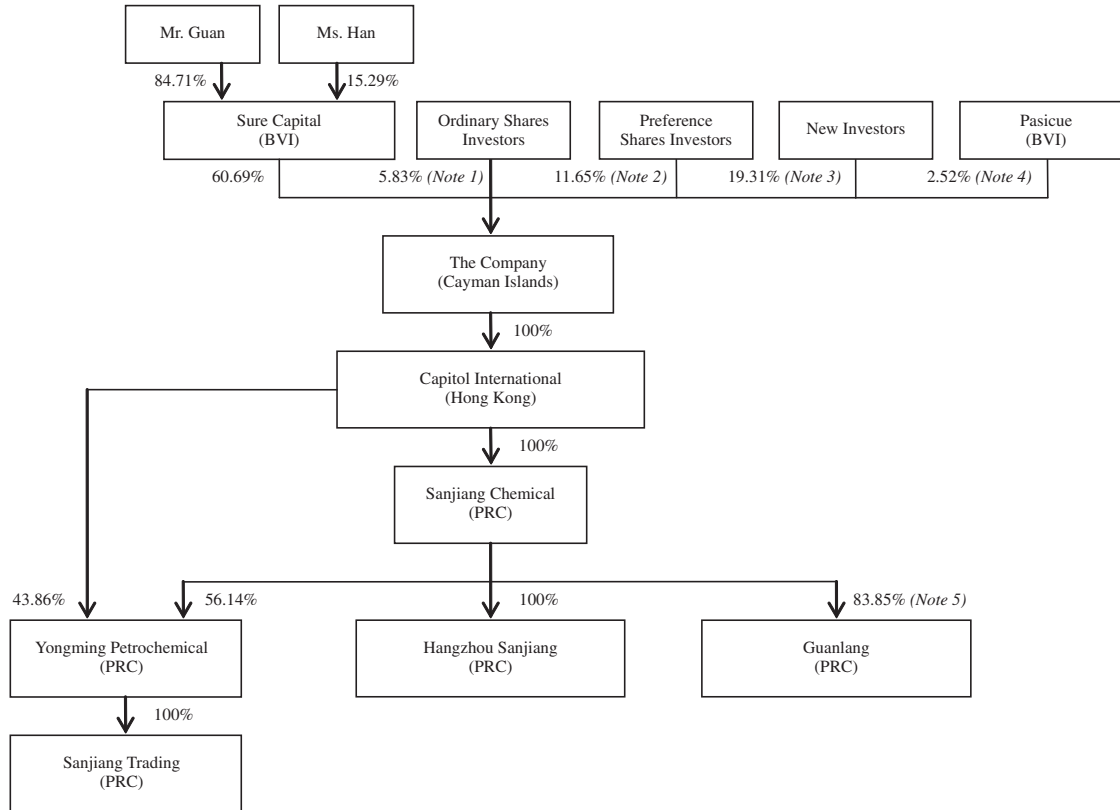 Mr. Guan
Ms. Han
84.71%
15.29%
Sure Capital
(BVI)
Ordinary Shares
Investors
Preference
Shares Investors
New Investors
Pasicue
(BVI)
60.69%
5.83% (Note 1)
11.65% (Note 2)
19.31% (Note 3)
2.52% (Note 4)
The Company
(Cayman Islands)
100%
Capitol International
(Hong Kong)
100%
Sanjiang Chemical
(PRC)
43.86%
56.14%
100%
83.85% (Note 5)
Yongming Petrochemical
(PRC)
Hangzhou Sanjiang
(PRC)
Guanlang
(PRC)
100%
Sanjiang Trading
(PRC)